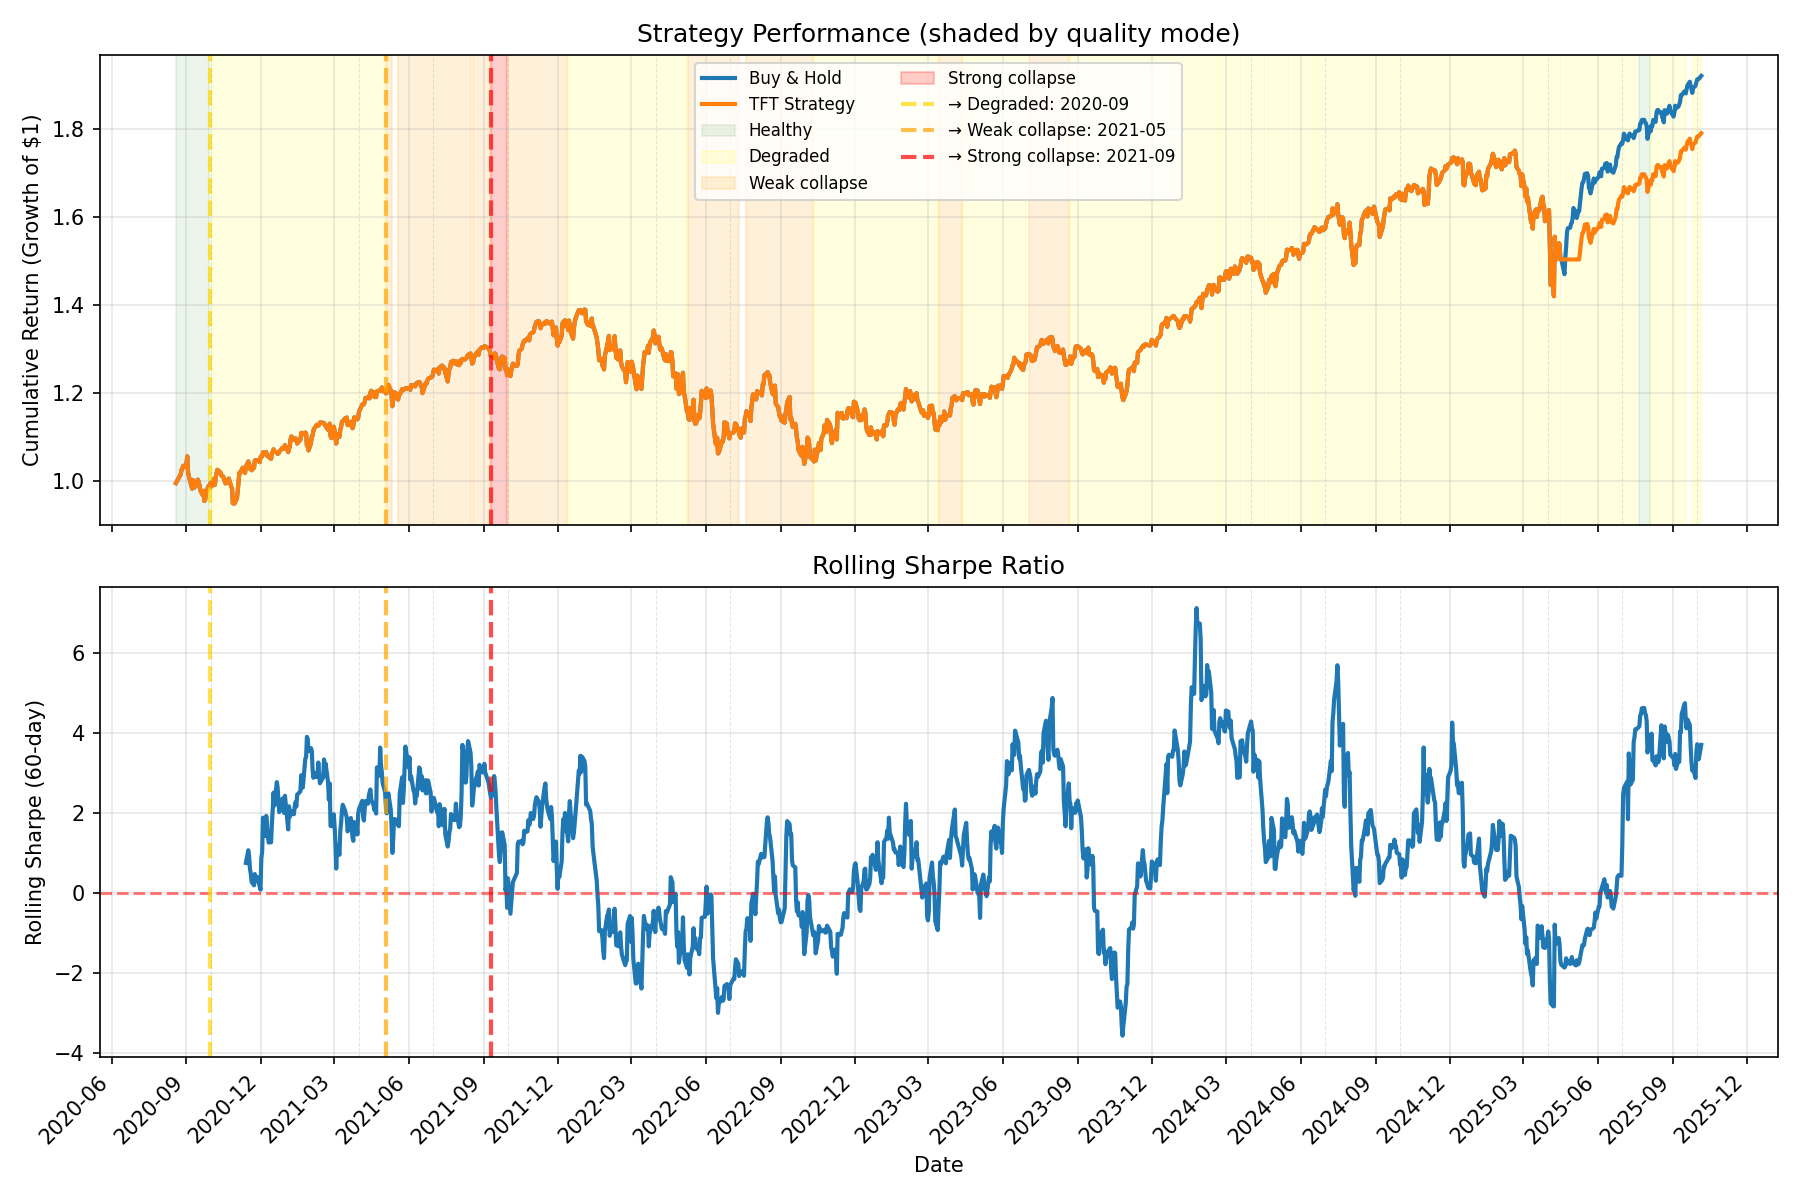 Strategy Performance (shaded by quality mode)
Cumulative Return (Growth of $1)
1.8
1.6
1.4
1.2
1.0
Buy & Hold
TFT Strategy
Healthy
Degraded
Weak collapse
Strong collapse
→ Degraded: 2020-09
→ Weak collapse: 2021-05
→ Strong collapse: 2021-09
Rolling Sharpe Ratio
Rolling Sharpe (60-day)
6
4
2
0
−2
−4
2020-06
2020-09
2020-12
2021-03
2021-06
2021-09
2021-12
2022-03
2022-06
2022-09
2022-12
2023-03
2023-06
2023-09
2023-12
2024-03
2024-06
2024-09
2024-12
2025-03
2025-06
2025-09
2025-12
Date